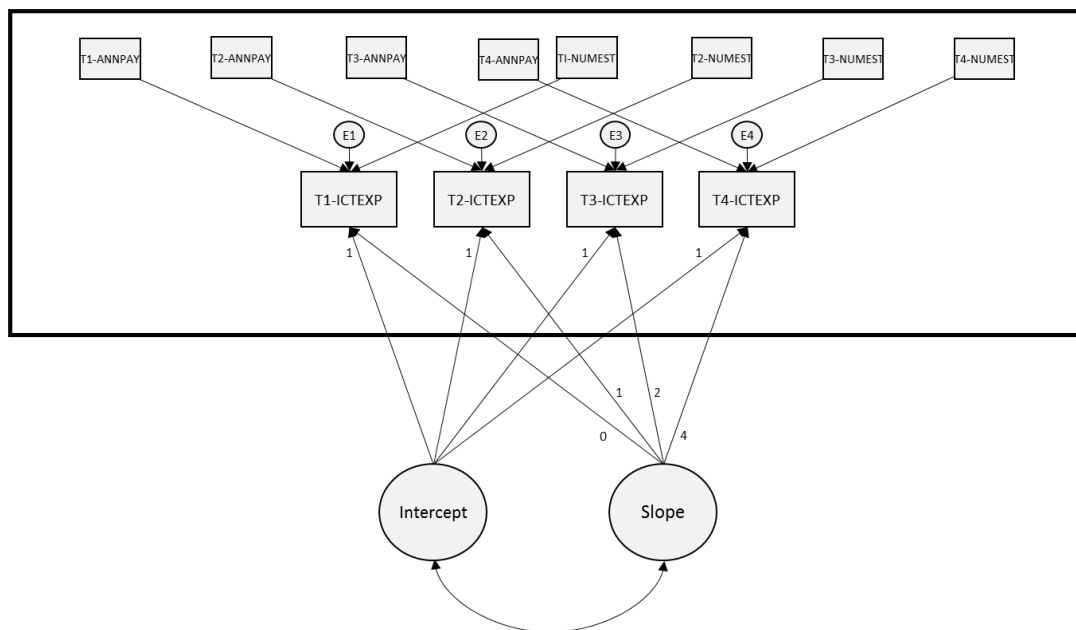 T1-ANNPAY
T2-ANNPAY
T3-ANNPAY
T4-ANNPAY
TI-NUMEST
T2-NUMEST
T3-NUMEST
T4-NUMEST
E1
E2
E3
E4
T1-ICTEXP
T2-ICTEXP
T3-ICTEXP
T4-ICTEXP
1
1
1
1
1
2
0
4
Intercept
Slope